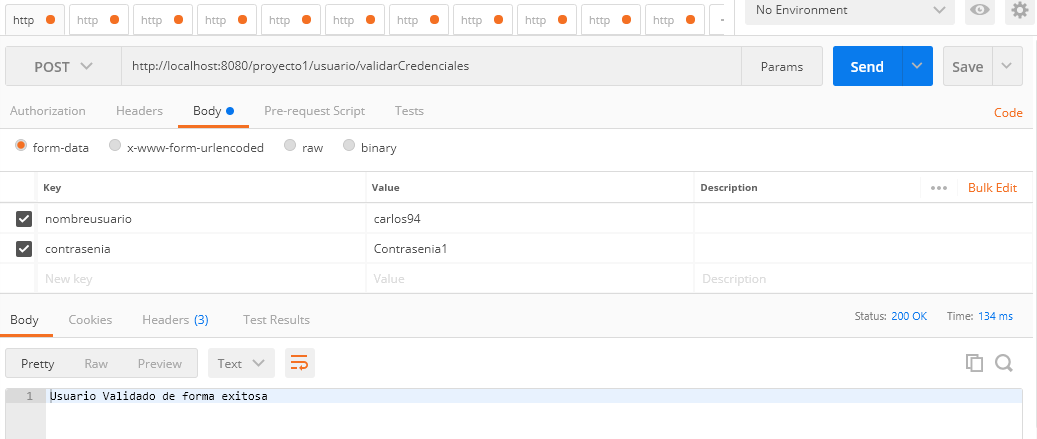 http http http http http http http http http http http No Environment
POST http://localhost:8080/proyecto1/usuario/validarCredenciales Params Send Save
Authorization Headers Body Pre-request Script Tests Code
form-data x-www-form-urlencoded raw binary
Key Value Description ••• Bulk Edit
nombreusuario carlos94
contrasenia Contrasenia1
New key Value Description
Body Cookies Headers (3) Test Results Status: 200 OK Time: 134 ms
Pretty Raw Preview Text
1 Usuario Validado de forma exitosa